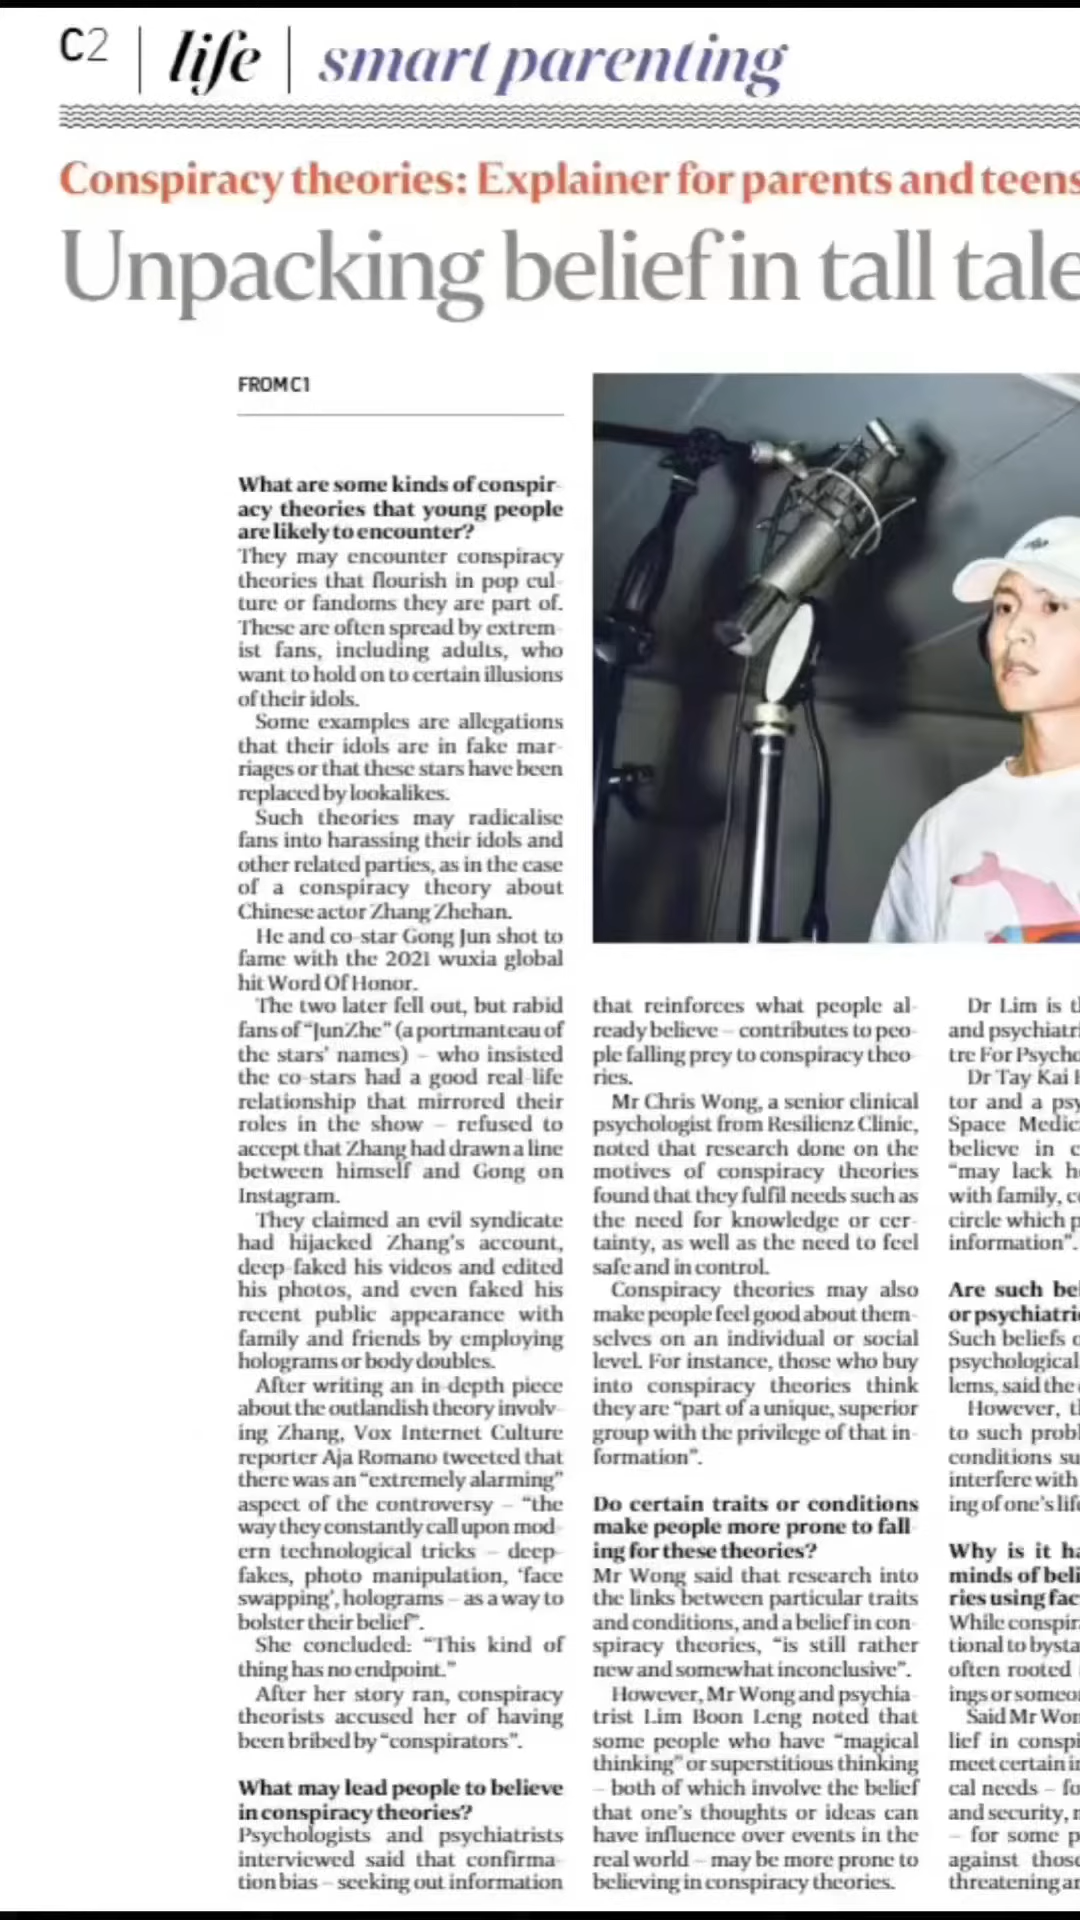 C2 life smart parenting
Conspiracy theories: Explainer for parents and teens
Unpacking belief in tall tale
FROM C1
What are some kinds of conspir-
acy theories that young people
are likely to encounter?
They may encounter conspiracy
theories that flourish in pop cul-
ture or fandoms they are part of.
These are often spread by extrem-
ist fans, including adults, who
want to hold on to certain illusions
of their idols.
Some examples are allegations
that their idols are in fake mar-
riages or that these stars have been
replaced by lookalikes.
Such theories may radicalise
fans into harassing their idols and
other related parties, as in the case
of a conspiracy theory about
Chinese actor Zhang Zhehan.
He and co-star Gong Jun shot to
fame with the 2021 wuxia global
hit Word Of Honor.
The two later fell out, but rabid
fans of “JunZhe” (a portmanteau of
the stars’ names) – who insisted
the co-stars had a good real-life
relationship that mirrored their
roles in the show – refused to
accept that Zhang had drawn a line
between himself and Gong on
Instagram.
They claimed an evil syndicate
had hijacked Zhang’s account,
deep-faked his videos and edited
his photos, and even faked his
recent public appearance with
family and friends by employing
holograms or body doubles.
After writing an in-depth piece
about the outlandish theory involv-
ing Zhang, Vox Internet Culture
reporter Aja Romano tweeted that
there was an “extremely alarming”
aspect of the controversy – “the
way they constantly call upon mod-
ern technological tricks – deep-
fakes, photo manipulation, ‘face
swapping’, holograms – as a way to
bolster their belief”.
She concluded: “This kind of
thing has no endpoint.”
After her story ran, conspiracy
theorists accused her of having
been bribed by “conspirators”.
What may lead people to believe
in conspiracy theories?
Psychologists and psychiatrists
interviewed said that confirma-
tion bias – seeking out information
that reinforces what people al-
ready believe – contributes to peo-
ple falling prey to conspiracy theo-
ries.
Mr Chris Wong, a senior clinical
psychologist from Resilienz Clinic,
noted that research done on the
motives of conspiracy theories
found that they fulfil needs such as
the need for knowledge or cer-
tainty, as well as the need to feel
safe and in control.
Conspiracy theories may also
make people feel good about them-
selves on an individual or social
level. For instance, those who buy
into conspiracy theories think
they are “part of a unique, superior
group with the privilege of that in-
formation”.
Do certain traits or conditions
make people more prone to fall-
ing for these theories?
Mr Wong said that research into
the links between particular traits
and conditions, and a belief in con-
spiracy theories, “is still rather
new and somewhat inconclusive”.
However, Mr Wong and psychia-
trist Lim Boon Leng noted that
some people who have “magical
thinking” or superstitious thinking
– both of which involve the belief
that one’s thoughts or ideas can
have influence over events in the
real world – may be more prone to
believing in conspiracy theories.
Dr Lim is t
and psychiatri
tre For Psycho
Dr Tay Kai
tor and a psy
Space Medic
believe in c
“may lack h
with family, c
circle which p
information”.
Are such be
or psychiatri
Such beliefs o
psychological
lems, said the
However, t
to such prob
conditions su
interfere with
ing of one’s life
Why is it ha
minds of beli
ries using fac
While conspir
tional to bysta
often rooted
ings or someo
Said Mr Won
lief in conspi
meet certain i
cal needs – fo
and security,
– for some p
against those
threatening a